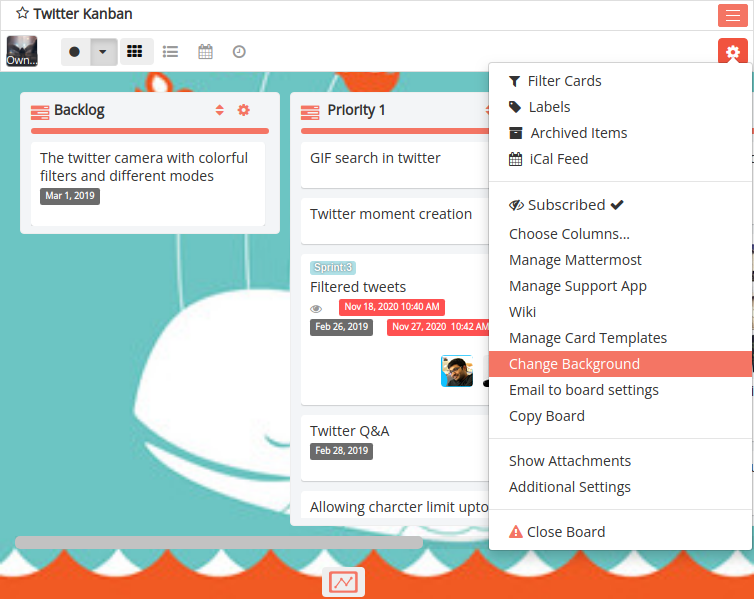 Twitter Kanban
Own...
Backlog
The twitter camera with colorful
filters and different modes
Mar 1, 2019
Priority 1
GIF search in twitter
Twitter moment creation
Sprint:3
Filtered tweets
Nov 18, 2020 10:40 AM
Feb 26, 2019
Nov 27, 2020 10:42 AM
Twitter Q&A
Feb 28, 2019
Allowing charcter limit upto
Filter Cards
Labels
Archived Items
iCal Feed
Subscribed
Choose Columns...
Manage Mattermost
Manage Support App
Wiki
Manage Card Templates
Change Background
Email to board settings
Copy Board
Show Attachments
Additional Settings
Close Board